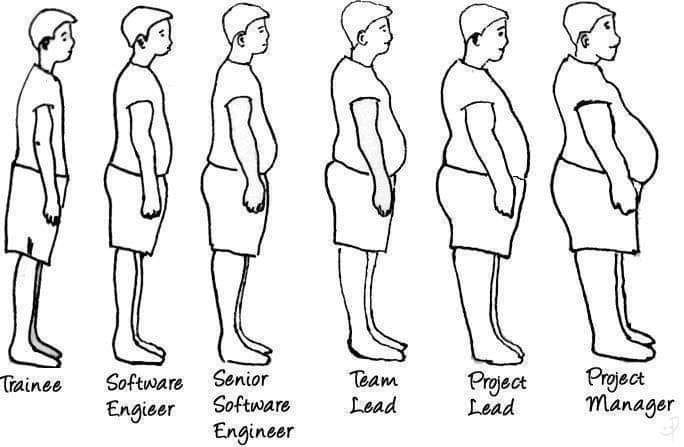 Trainee
Software
Engieer
Senior
Software
Engineer
Team
Lead
Project
Lead
Project
Manager